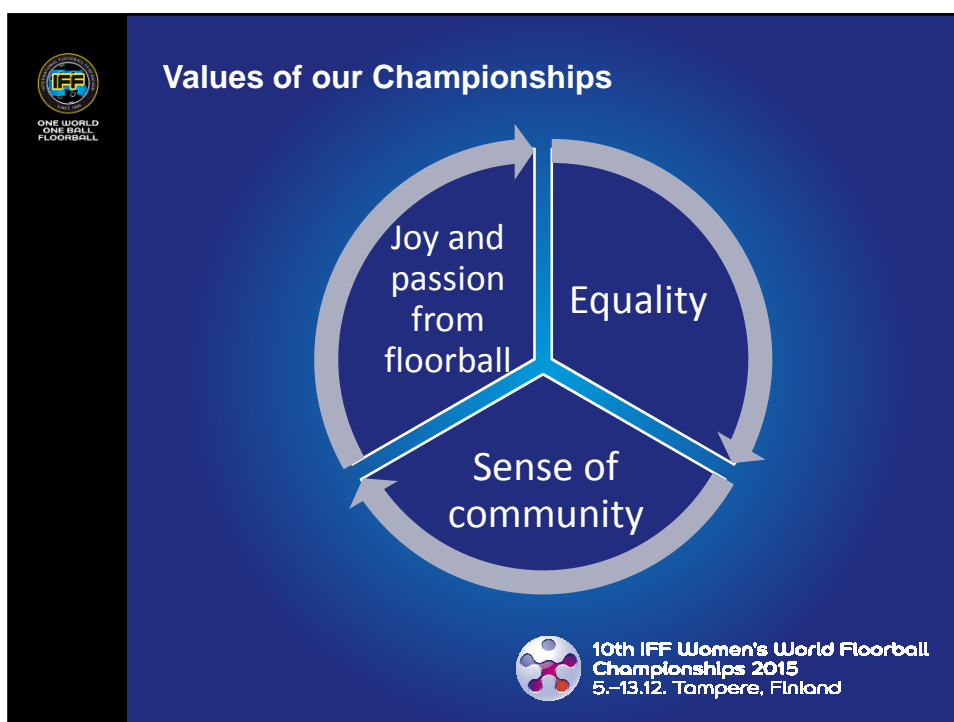 IFF
ONE WORLD
ONE BALL
FLOORBALL
Values of our Championships
Joy and
passion
from
floorball
Equality
Sense of
community
10th IFF Women's World Floorball
Championships 2015
5.–13.12. Tampere, Finland